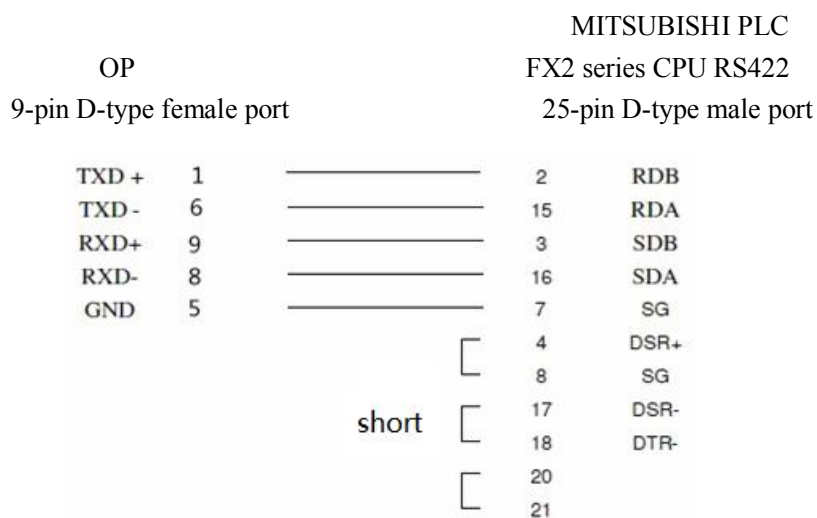 MITSUBISHI PLC
OP FX2 series CPU RS422
9-pin D-type female port 25-pin D-type male port
TXD + 1 2 RDB
TXD - 6 15 RDA
RXD+ 9 3 SDB
RXD- 8 16 SDA
GND 5 7 SG
4 DSR+
8 SG
short 17 DSR-
18 DTR-
20
21